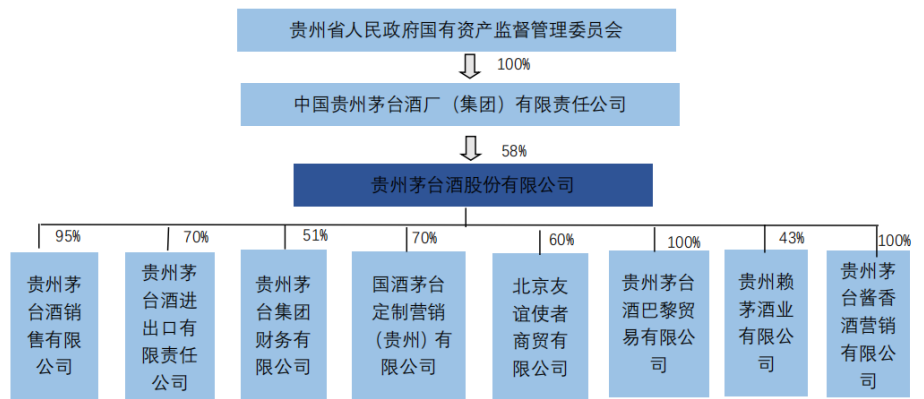 贵州省人民政府国有资产监督管理委员会
100%
中国贵州茅台酒厂（集团）有限责任公司
58%
贵州茅台酒股份有限公司
95%
70%
51%
70%
60%
100%
43%
100%
贵州茅
台酒销
售有限
公司
贵州茅
台酒进
出口有
限责任
公司
贵州茅
台集团
财务有
限公司
国酒茅台
定制营销
（贵州）有
限公司
北京友
谊使者
商贸有
限公司
贵州茅台
酒巴黎贸
易有限公
司
贵州赖
茅酒业
有限公
司
贵州茅
台酱香
酒营销
有限公
司